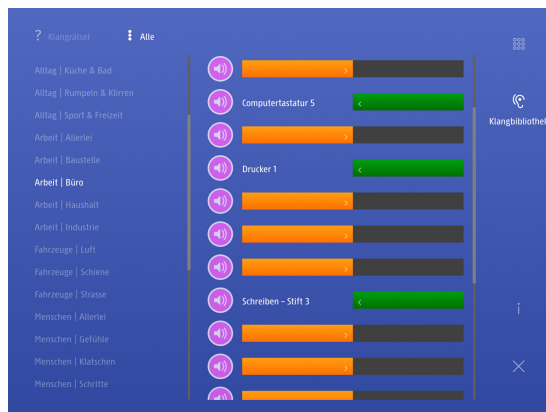 ? Klangrätsel
Alle
Alltag | Küche & Bad
Alltag | Rumpeln & Klirren
Alltag | Sport & Freizeit
Arbeit | Allerlei
Arbeit | Baustelle
Arbeit | Büro
Arbeit | Haushalt
Arbeit | Industrie
Fahrzeuge | Luft
Fahrzeuge | Schiene
Fahrzeuge | Strasse
Menschen | Allerlei
Menschen | Gefühle
Menschen | Klatschen
Menschen | Schritte
Computertastatur 5
Drucker 1
Schreiben – Stift 3
Klangbibliothek